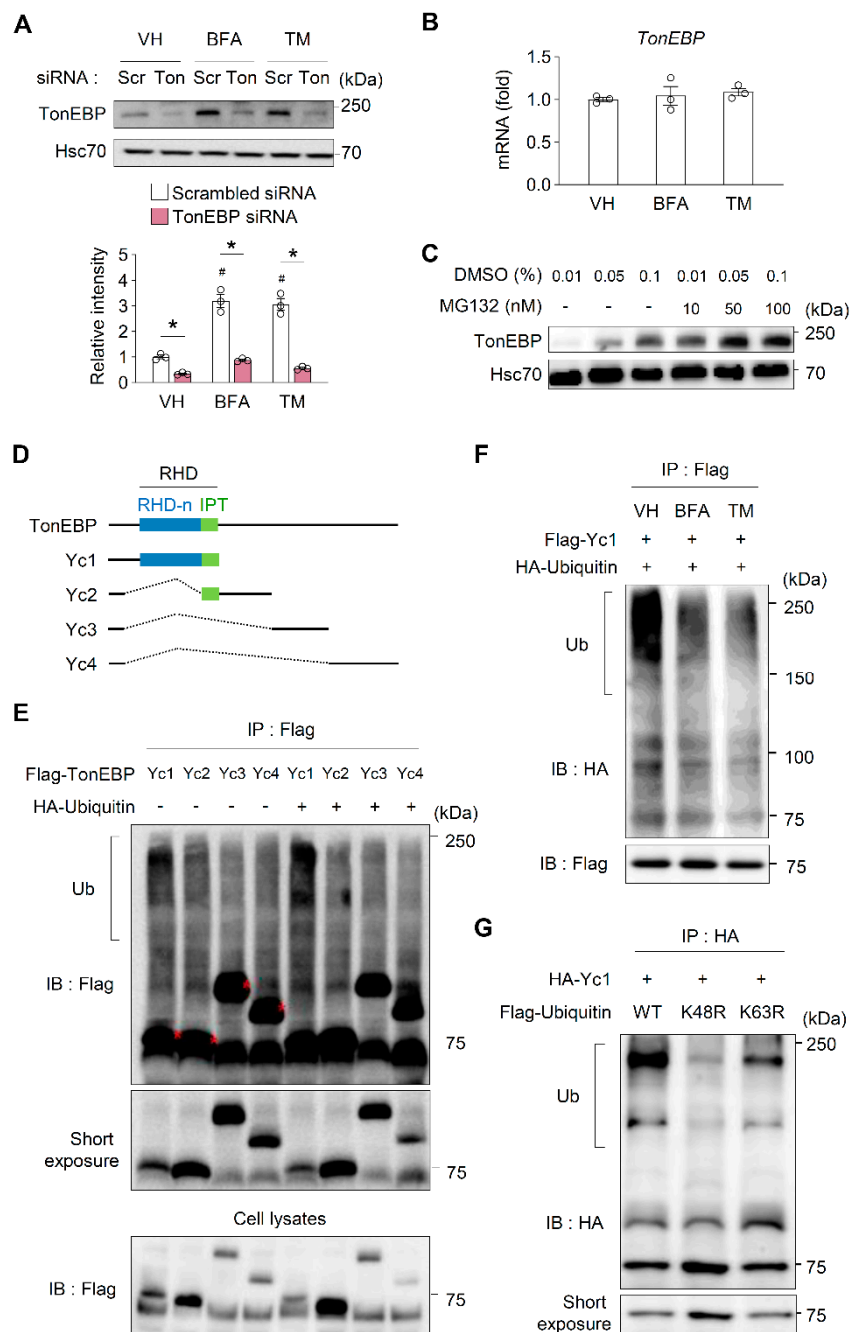 A
VH BFA TM
siRNA : Scr Ton Scr Ton Scr Ton (kDa)
TonEBP 250
Hsc70 70
Scrambled siRNA
TonEBP siRNA
Relative intensity
5
4
3
2
1
0
* # * # *
VH BFA TM
B
TonEBP
mRNA (fold)
1.5
1.0
0.5
0.0
VH BFA TM
C
DMSO (%) 0.01 0.05 0.1 0.01 0.05 0.1
MG132 (nM) - - - 10 50 100 (kDa)
TonEBP 250
Hsc70 70
D
RHD
RHD-n IPT
TonEBP
Yc1
Yc2
Yc3
Yc4
E
IP : Flag
Flag-TonEBP Yc1 Yc2 Yc3 Yc4 Yc1 Yc2 Yc3 Yc4
HA-Ubiquitin - - - - + + + + (kDa)
250
Ub
IB : Flag
* * * *
75
Short
exposure
75
Cell lysates
IB : Flag 75
F
IP : Flag
VH BFA TM
Flag-Yc1 + + +
HA-Ubiquitin + + +
(kDa)
250
Ub
150
IB : HA 100
75
IB : Flag 75
G
IP : HA
HA-Yc1 + + +
Flag-Ubiquitin WT K48R K63R (kDa)
250
Ub
IB : HA
75
Short
exposure 75